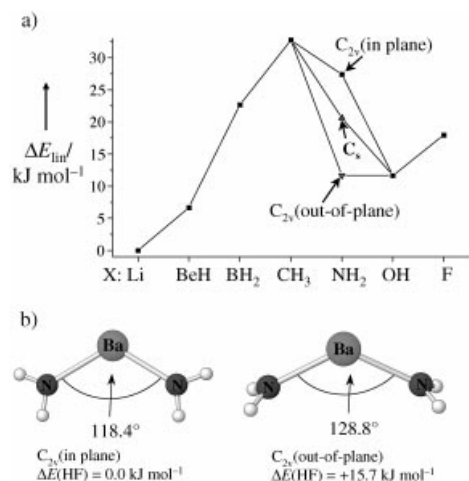 a)
30
25
20
15
10
5
0
ΔE_lin/
kJ mol⁻¹
C₂ᵥ(in plane)
Cₛ
C₂ᵥ(out-of-plane)
X: Li BeH BH₂ CH₃ NH₂ OH F
b)
Ba Ba
N N N N
118.4° 128.8°
C₂ᵥ(in plane) C₂ᵥ(out-of-plane)
ΔE(HF) = 0.0 kJ mol⁻¹ ΔE(HF) = +15.7 kJ mol⁻¹